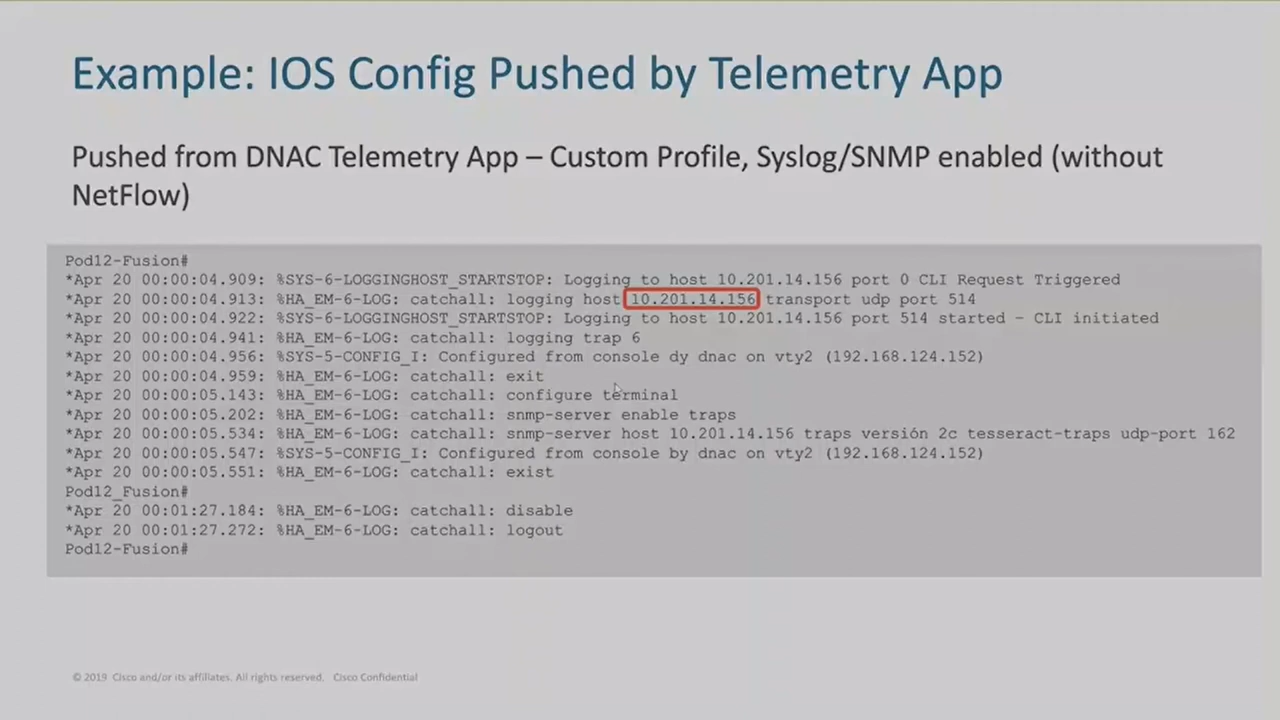 Example: IOS Config Pushed by Telemetry App
Pushed from DNAC Telemetry App – Custom Profile, Syslog/SNMP enabled (without
NetFlow)
Pod12-Fusion#
*Apr 20 00:00:04.909: %SYS-6-LOGGINGHOST_STARTSTOP: Logging to host 10.201.14.156 port 0 CLI Request Triggered
*Apr 20 00:00:04.913: %HA_EM-6-LOG: catchall: logging host 10.201.14.156 transport udp port 514
*Apr 20 00:00:04.922: %SYS-6-LOGGINGHOST_STARTSTOP: Logging to host 10.201.14.156 port 514 started – CLI initiated
*Apr 20 00:00:04.941: %HA_EM-6-LOG: catchall: logging trap 6
*Apr 20 00:00:04.956: %SYS-5-CONFIG_I: Configured from console dy dnac on vty2 (192.168.124.152)
*Apr 20 00:00:04.959: %HA_EM-6-LOG: catchall: exit
*Apr 20 00:00:05.143: %HA_EM-6-LOG: catchall: configure terminal
*Apr 20 00:00:05.202: %HA_EM-6-LOG: catchall: snmp-server enable traps
*Apr 20 00:00:05.534: %HA_EM-6-LOG: catchall: snmp-server host 10.201.14.156 traps versión 2c tesseract-traps udp-port 162
*Apr 20 00:00:05.547: %SYS-5-CONFIG_I: Configured from console by dnac on vty2 (192.168.124.152)
*Apr 20 00:00:05.551: %HA_EM-6-LOG: catchall: exist
Pod12_Fusion#
*Apr 20 00:01:27.184: %HA_EM-6-LOG: catchall: disable
*Apr 20 00:01:27.272: %HA_EM-6-LOG: catchall: logout
Pod12-Fusion#
© 2019 Cisco and/or its affiliates. All rights reserved. Cisco Confidential